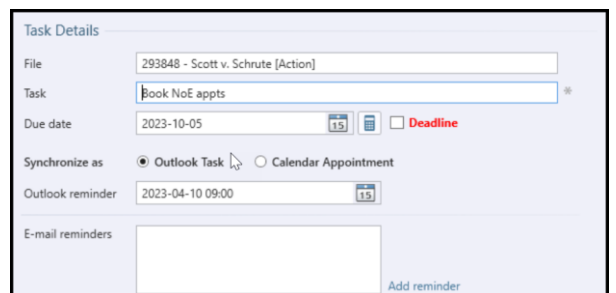 Task Details
File 293848 - Scott v. Schrute [Action]
Task Book NoE appts *
Due date 2023-10-05 15 Deadline
Synchronize as Outlook Task Calendar Appointment
Outlook reminder 2023-04-10 09:00 15
E-mail reminders
Add reminder